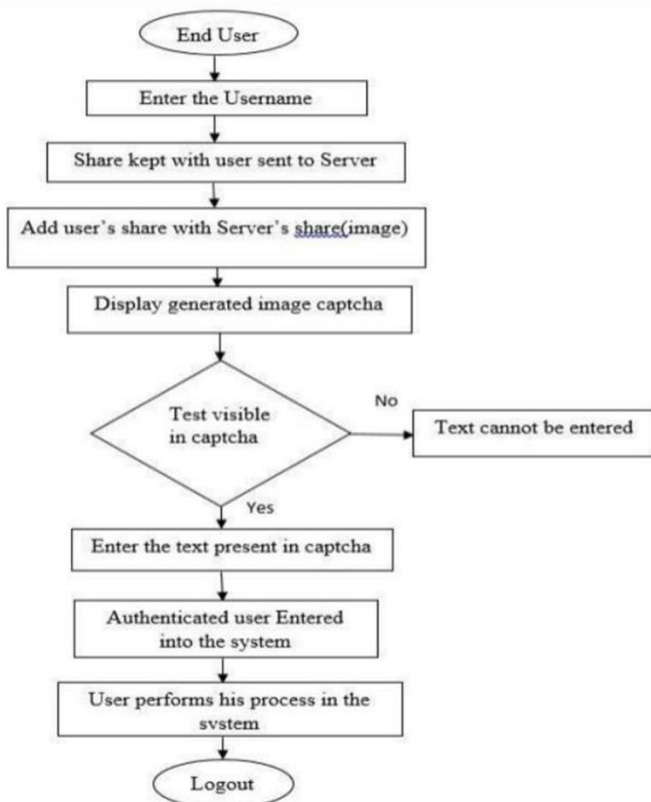 End User
Enter the Username
Share kept with user sent to Server
Add user's share with Server's share(image)
Display generated image captcha
Test visible
in captcha
No
Text cannot be entered
Yes
Enter the text present in captcha
Authenticated user Entered
into the system
User performs his process in the
system
Logout